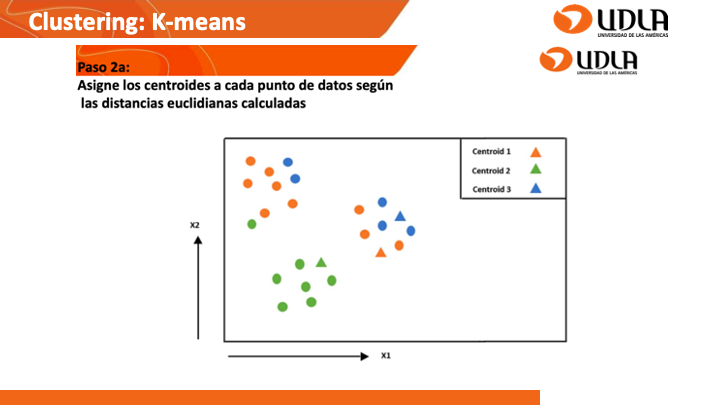 Clustering: K-means
UDLA
UNIVERSIDAD DE LAS AMÉRICAS
UDLA
UNIVERSIDAD DE LAS AMÉRICAS
Paso 2a:
Asigne los centroides a cada punto de datos según
las distancias euclidianas calculadas
Centroid 1
Centroid 2
Centroid 3
X2
X1